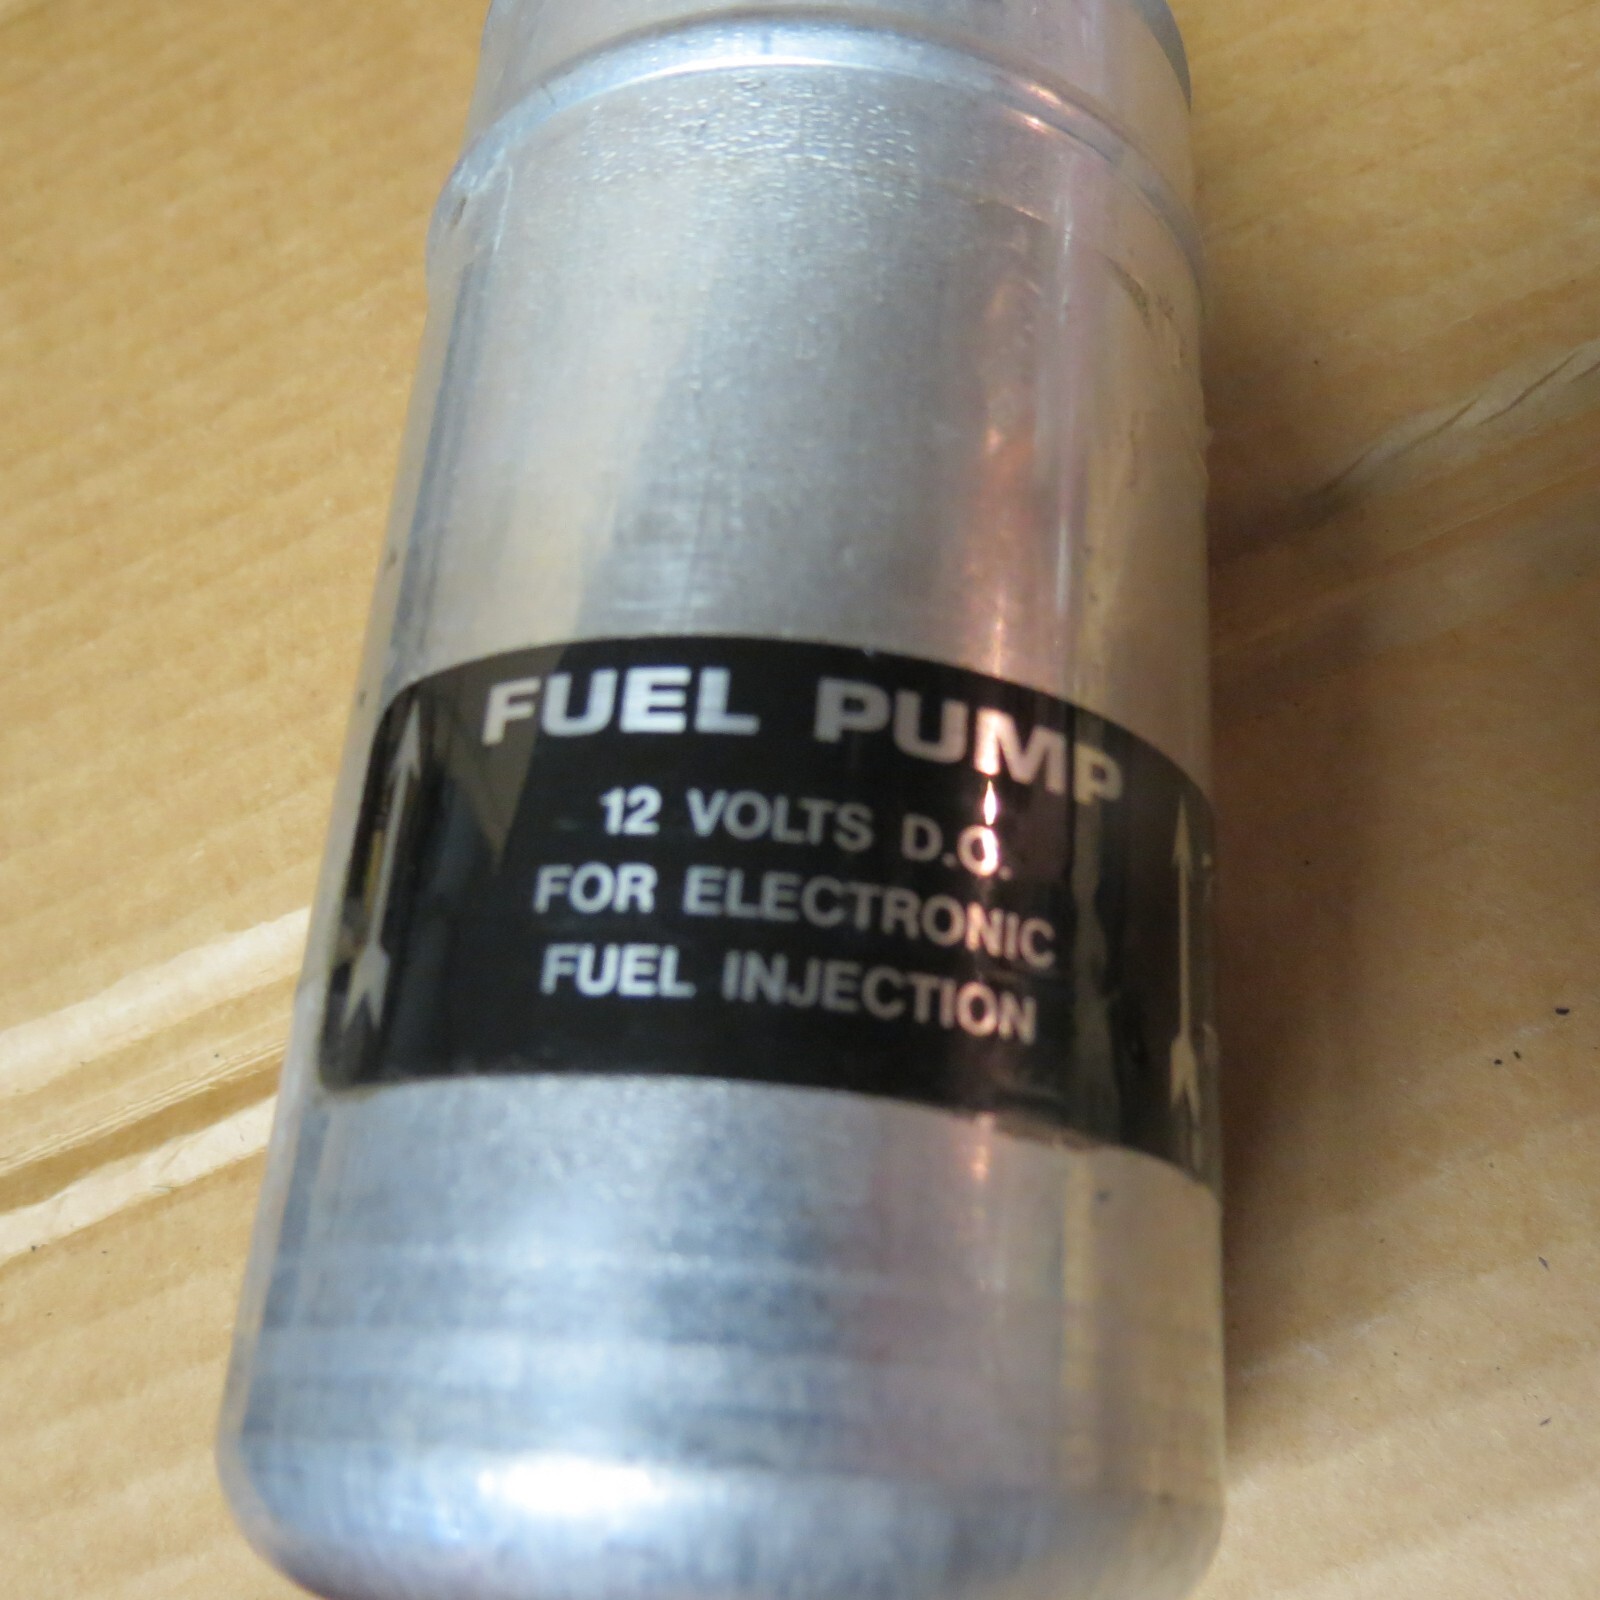 FUEL PUMP
12 VOLTS D.C.
FOR ELECTRONIC
FUEL INJECTION